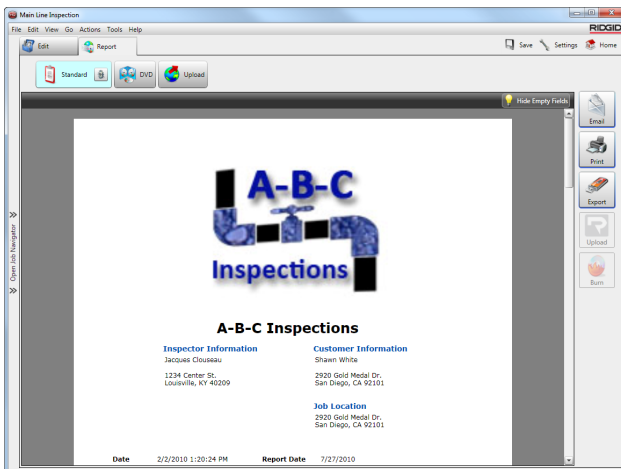 Main Line Inspection
RIDGID
File Edit View Go Actions Tools Help
Edit Report Save Settings Home
Standard DVD Upload
Hide Empty Fields
Email
Print
Export
Upload
Burn
Open Job Navigator
A-B-C
Inspections
A-B-C Inspections
Inspector Information
Jacques Clouseau
1234 Center St.
Louisville, KY 40209
Customer Information
Shawn White
2920 Gold Medal Dr.
San Diego, CA 92101
Job Location
2920 Gold Medal Dr.
San Diego, CA 92101
Date 2/2/2010 1:20:24 PM Report Date 7/27/2010